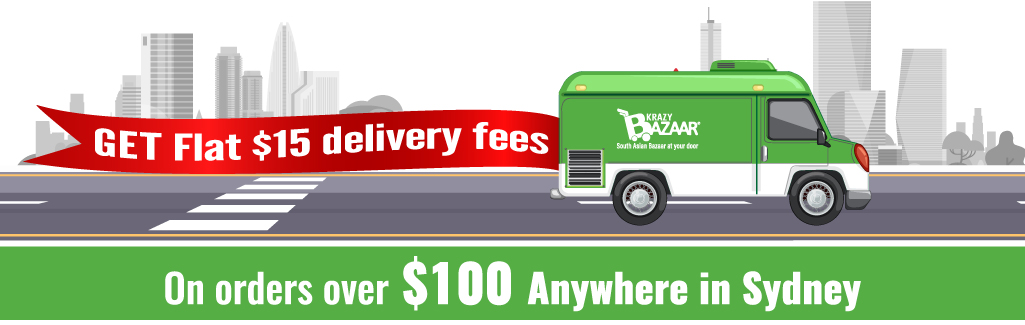 GET Flat $15 delivery fees
KRAZY
BAZAAR
South Asian Bazaar at your door
On orders over $100 Anywhere in Sydney